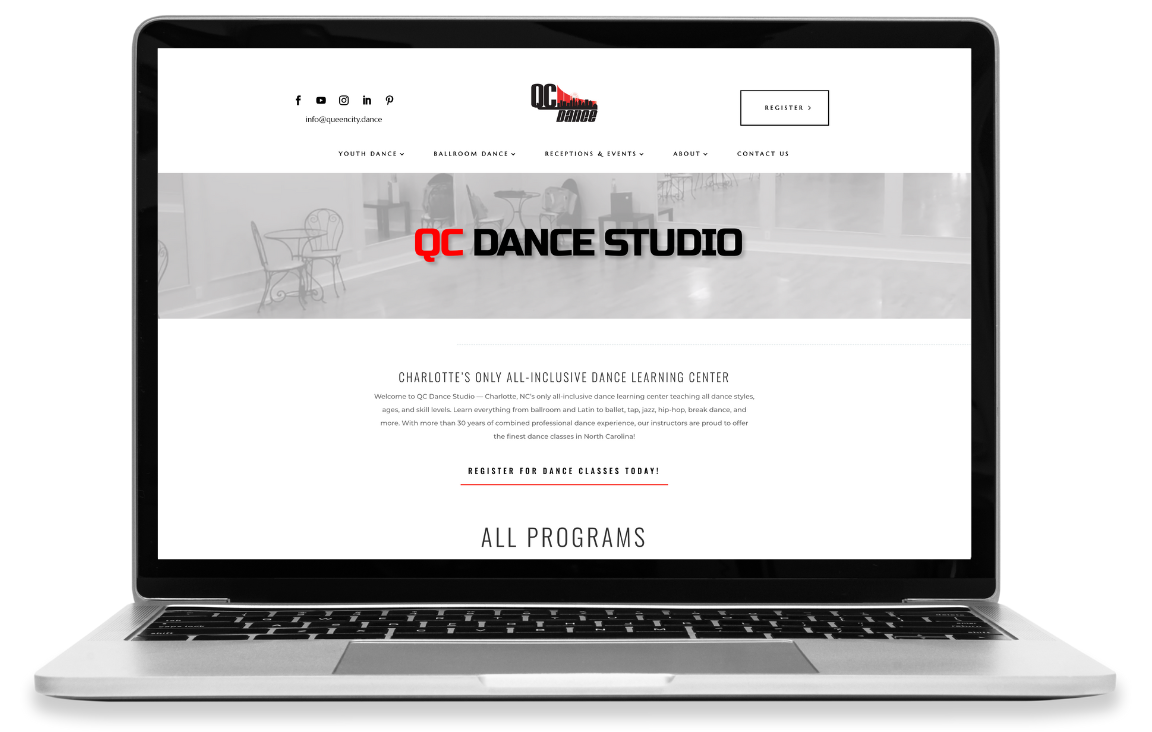 QC
DANCE
REGISTER >
info@queencity.dance
YOUTH DANCE
BALLROOM DANCE
RECEPTIONS & EVENTS
ABOUT
CONTACT US
QC DANCE STUDIO
CHARLOTTE'S ONLY ALL-INCLUSIVE DANCE LEARNING CENTER
Welcome to QC Dance Studio — Charlotte, NC's only all-inclusive dance learning center teaching all dance styles,
ages, and skill levels. Learn everything from ballroom and Latin to ballet, tap, jazz, hip-hop, break dance, and
more. With more than 30 years of combined professional dance experience, our instructors are proud to offer
the finest dance classes in North Carolina!
REGISTER FOR DANCE CLASSES TODAY!
ALL PROGRAMS